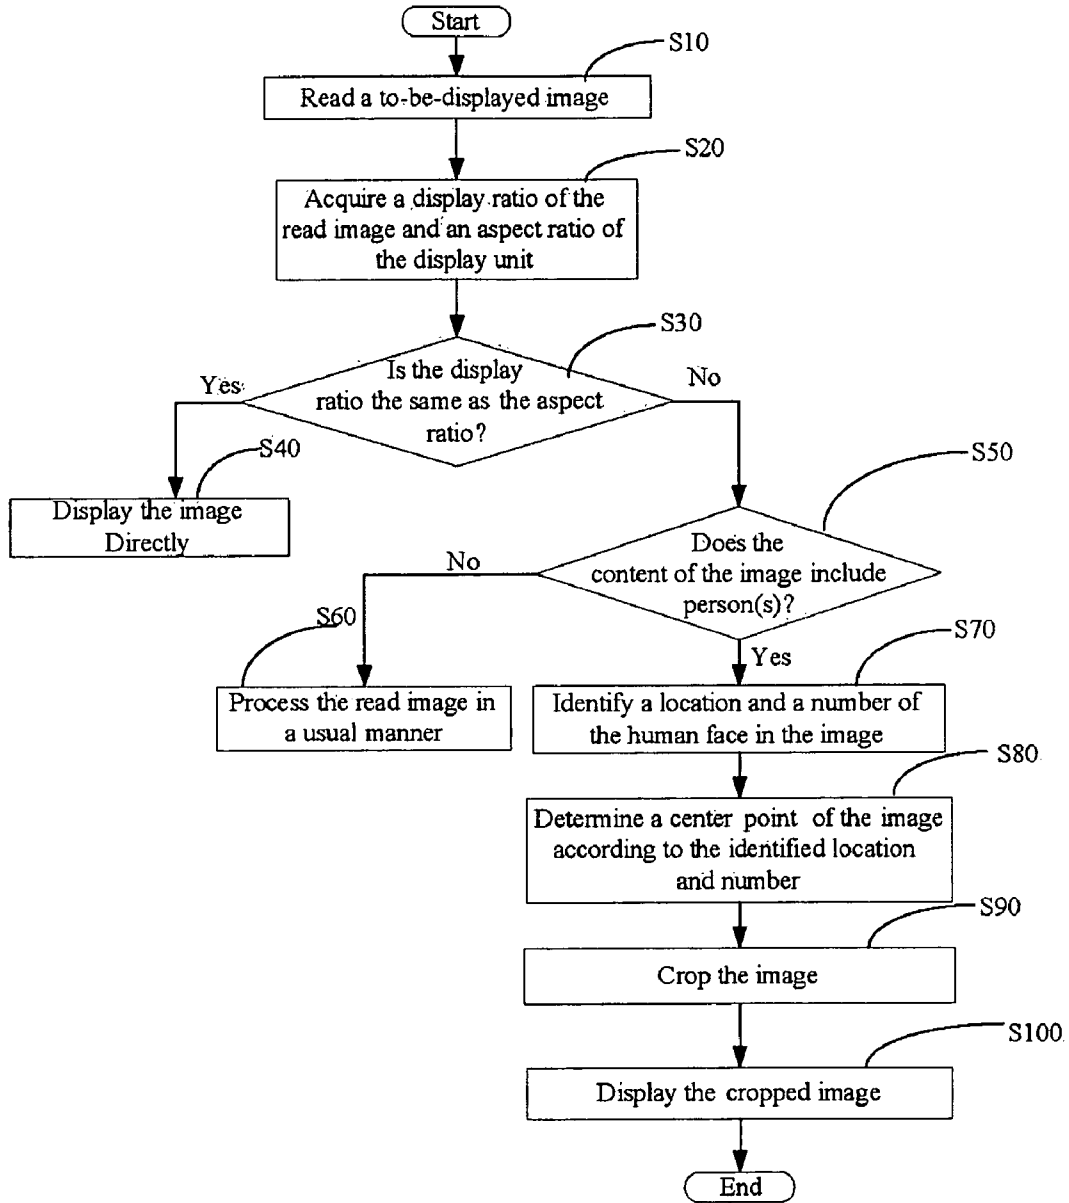 Start
S10
Read a to-be-displayed image
S20
Acquire a display ratio of the
read image and an aspect ratio of
the display unit
S30
Is the display
ratio the same as the aspect
ratio?
Yes
No
S40
Display the image
Directly
S50
Does the
content of the image include
person(s)?
No
S60
Process the read image in
a usual manner
Yes
S70
Identify a location and a number of
the human face in the image
S80
Determine a center point of the image
according to the identified location
and number
S90
Crop the image
S100
Display the cropped image
End